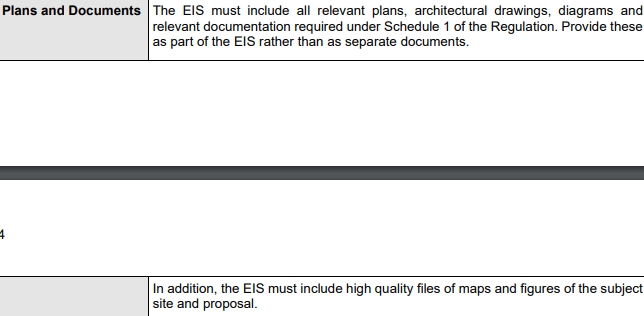 Plans and Documents The EIS must include all relevant plans, architectural drawings, diagrams and
relevant documentation required under Schedule 1 of the Regulation. Provide these
as part of the EIS rather than as separate documents.
4
In addition, the EIS must include high quality files of maps and figures of the subject
site and proposal.